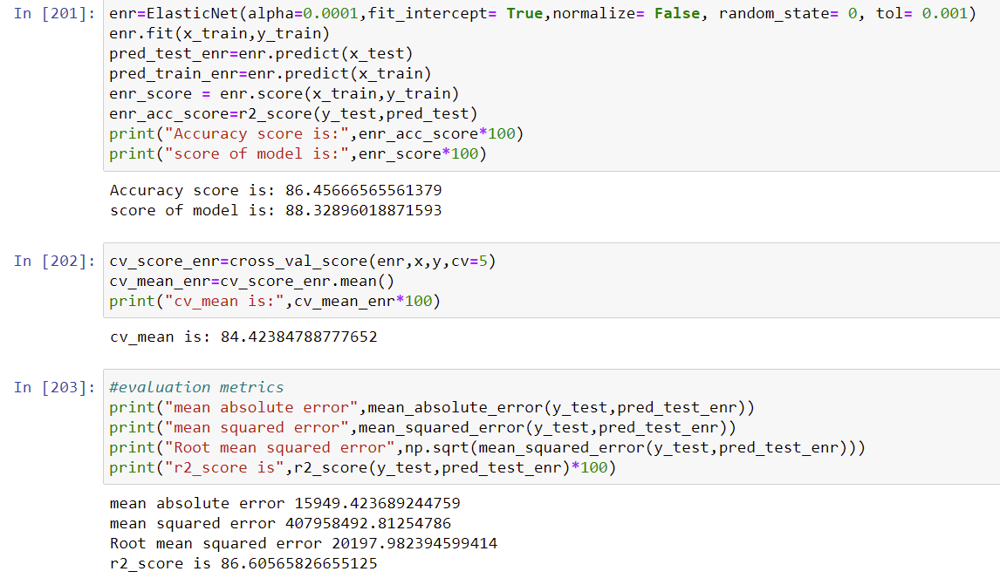 In [201]: enr=ElasticNet(alpha=0.0001,fit_intercept= True,normalize= False, random_state= 0, tol= 0.001)
enr.fit(x_train,y_train)
pred_test_enr=enr.predict(x_test)
pred_train_enr=enr.predict(x_train)
enr_score = enr.score(x_train,y_train)
enr_acc_score=r2_score(y_test,pred_test)
print("Accuracy score is:",enr_acc_score*100)
print("score of model is:",enr_score*100)
Accuracy score is: 86.45666565561379
score of model is: 88.32896018871593
In [202]: cv_score_enr=cross_val_score(enr,x,y,cv=5)
cv_mean_enr=cv_score_enr.mean()
print("cv_mean is:",cv_mean_enr*100)
cv_mean is: 84.42384788777652
In [203]: #evaluation metrics
print("mean absolute error",mean_absolute_error(y_test,pred_test_enr))
print("mean squared error",mean_squared_error(y_test,pred_test_enr))
print("Root mean squared error",np.sqrt(mean_squared_error(y_test,pred_test_enr)))
print("r2_score is",r2_score(y_test,pred_test_enr)*100)
mean absolute error 15949.423689244759
mean squared error 407958492.81254786
Root mean squared error 20197.982394599414
r2_score is 86.60565826655125